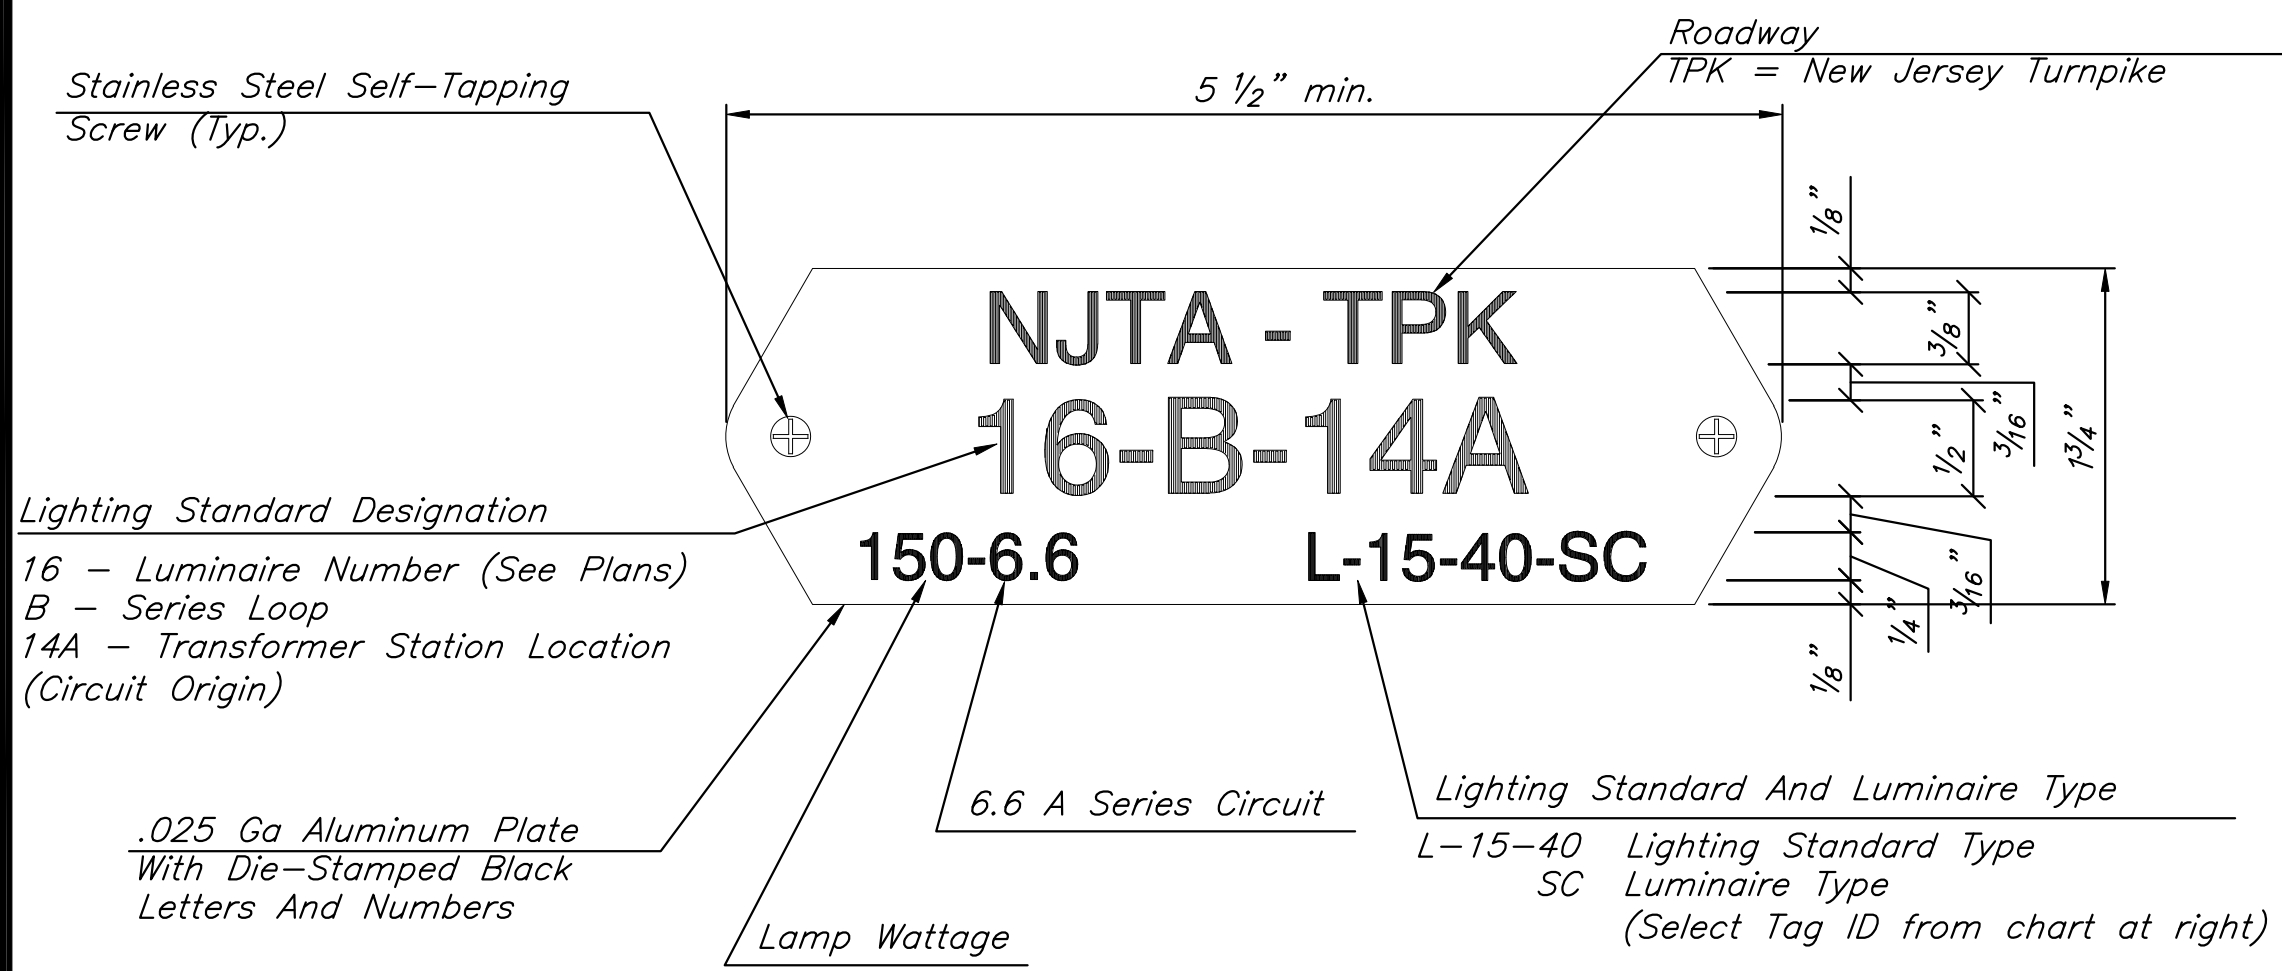 Roadway
TPK = New Jersey Turnpike
Stainless Steel Self-Tapping
Screw (Typ.)
5 1/2" min.
1/8"
NJTA - TPK
3/8"
16-B-14A
3/16"
1/2"
1 3/4"
Lighting Standard Designation
16 - Luminaire Number (See Plans)
B - Series Loop
14A - Transformer Station Location
(Circuit Origin)
150-6.6 L-15-40-SC
3/16"
1/4"
1/8"
.025 Ga Aluminum Plate
With Die-Stamped Black
Letters And Numbers
6.6 A Series Circuit
Lamp Wattage
Lighting Standard And Luminaire Type
L-15-40 Lighting Standard Type
SC Luminaire Type
(Select Tag ID from chart at right)